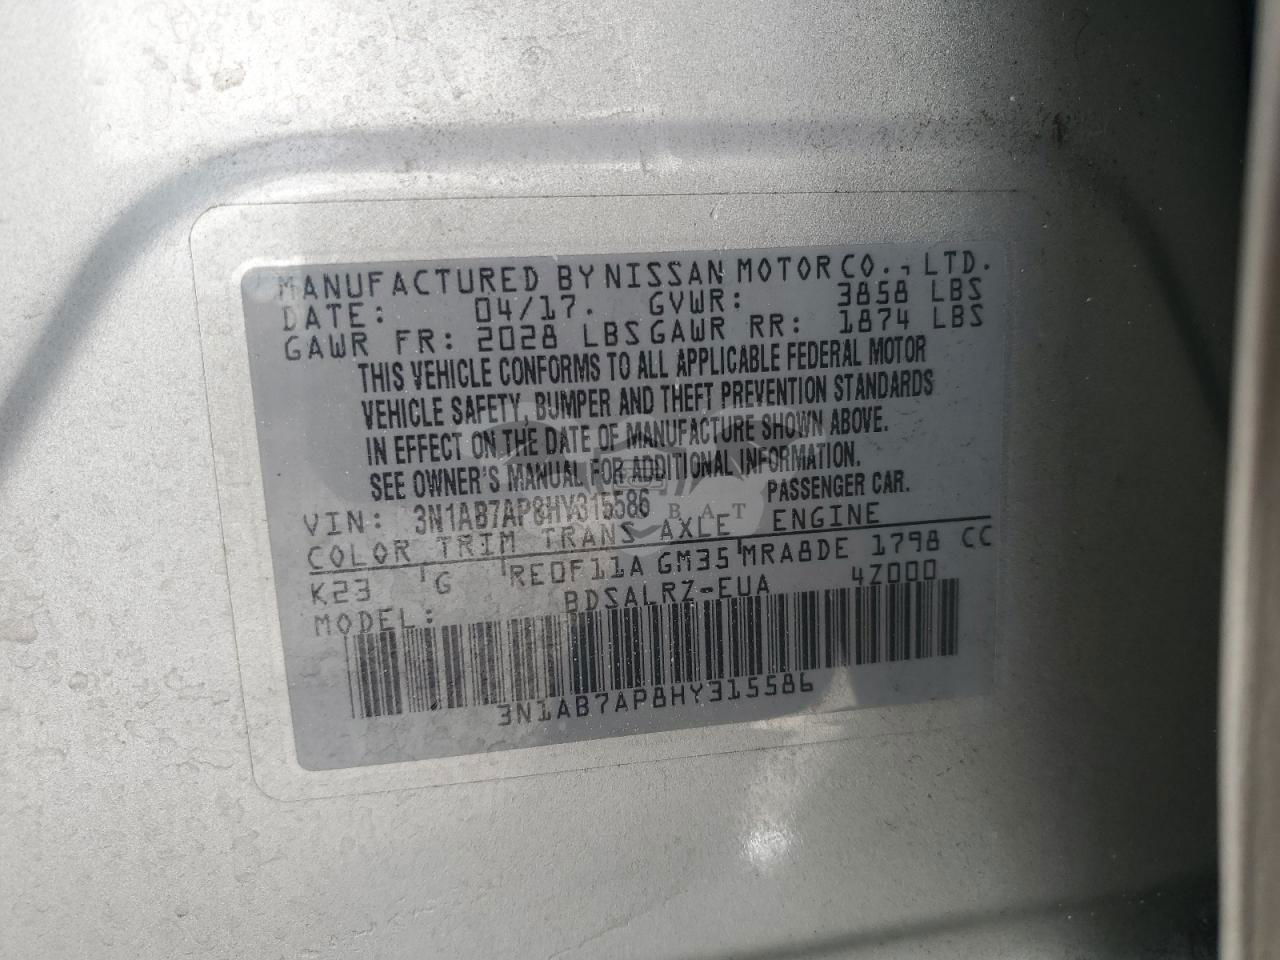 MANUFACTURED BY NISSAN MOTOR CO., LTD.
DATE: 04/17. GVWR: 3858 LBS
GAWR FR: 2028 LBS GAWR RR: 1874 LBS
THIS VEHICLE CONFORMS TO ALL APPLICABLE FEDERAL MOTOR
VEHICLE SAFETY, BUMPER AND THEFT PREVENTION STANDARDS
IN EFFECT ON THE DATE OF MANUFACTURE SHOWN ABOVE.
SEE OWNER'S MANUAL FOR ADDITIONAL INFORMATION.
VIN: 3N1AB7AP8HY315586 PASSENGER CAR.
COLOR TRIM TRANS AXLE ENGINE
K23 G RE0F11A GM35 MRA8DE 1798 CC
MODEL: BDSALRZ-EUA 4Z000
3N1AB7AP8HY315586